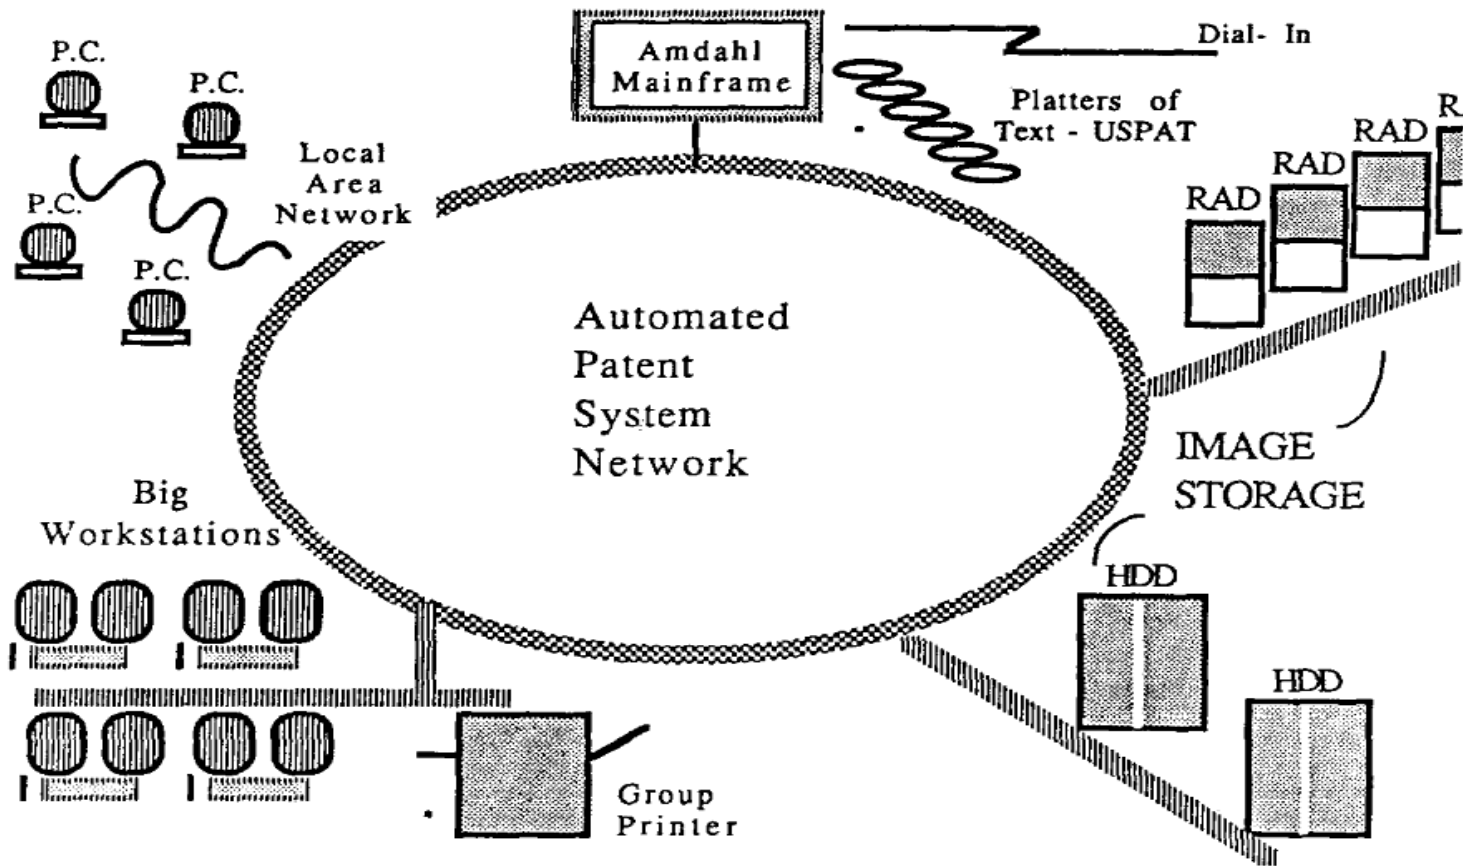 P.C.
P.C.
P.C.
P.C.
Local
Area
Network
Amdahl
Mainframe
Dial- In
Platters of
Text - USPAT
RAD
RAD
RAD
R
Automated
Patent
System
Network
IMAGE
STORAGE
Big
Workstations
HDD
HDD
Group
Printer